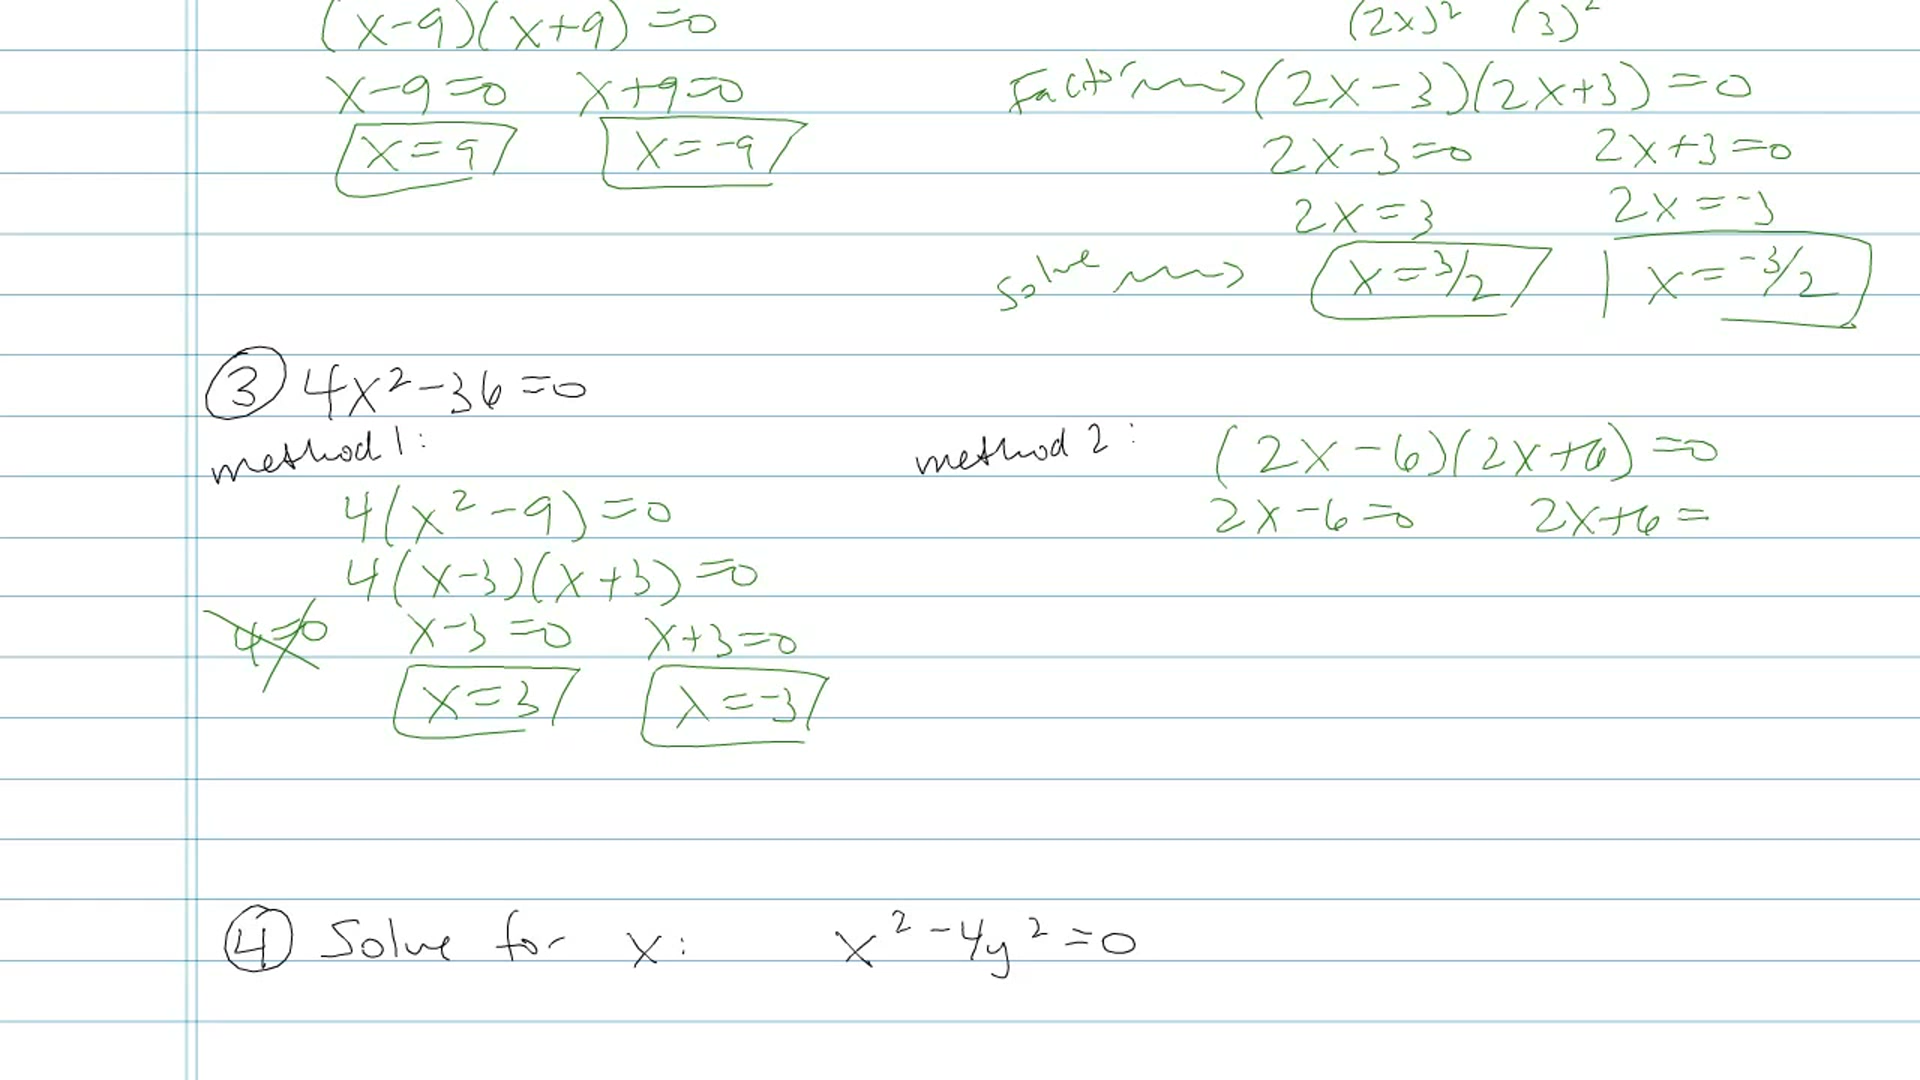 (x-9)(x+9)=0
x-9=0 x+9=0
x=9 x=-9
(2x)² (3)²
Factor (2x-3)(2x+3)=0
2x-3=0 2x+3=0
2x=3 2x=-3
solve x=3/2 x=-3/2
③ 4x²-36=0
method 1:
4(x²-9)=0
4(x-3)(x+3)=0
4=0 x-3=0 x+3=0
x=3 x=-3
method 2: (2x-6)(2x+6)=0
2x-6=0 2x+6=
④ Solve for x: x²-4y²=0